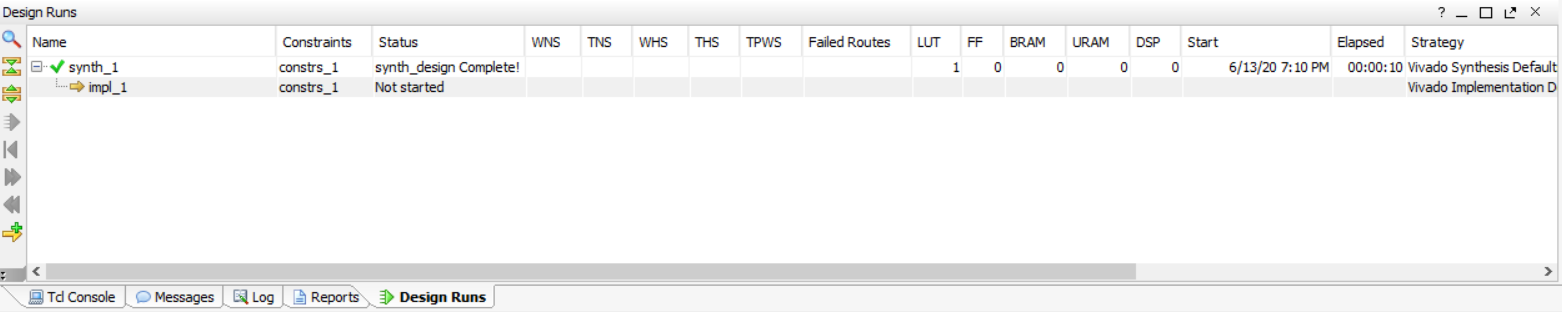 Design Runs
Name Constraints Status WNS TNS WHS THS TPWS Failed Routes LUT FF BRAM URAM DSP Start Elapsed Strategy
synth_1 constrs_1 synth_design Complete! 1 0 0 0 0 6/13/20 7:10 PM 00:00:10 Vivado Synthesis Default
impl_1 constrs_1 Not started Vivado Implementation D
Tcl Console Messages Log Reports Design Runs